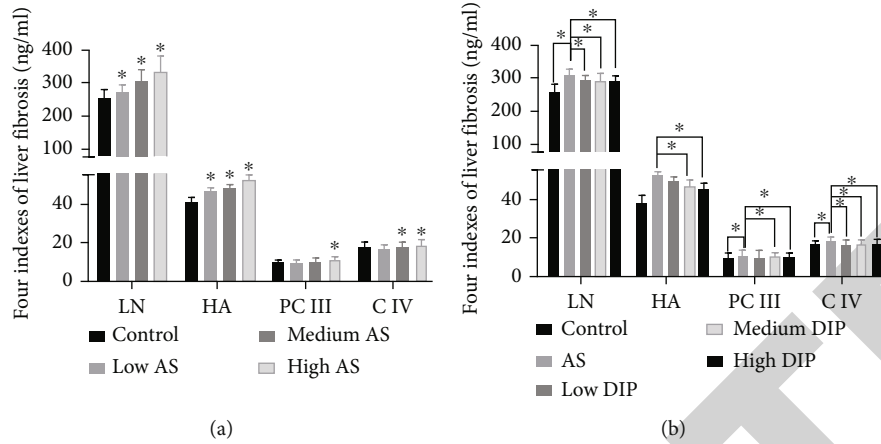 Four indexes of liver fibrosis (ng/ml)
400
300
200
100
40
20
0
* * *
* * *
*
* *
LN HA PC III C IV
Control Medium AS
Low AS High AS
(a)
Four indexes of liver fibrosis (ng/ml)
400
300
200
100
40
20
0
*
*
* *
*
*
*
*
*
*
*
* *
LN HA PC III C IV
Control Medium DIP
AS High DIP
Low DIP
(b)